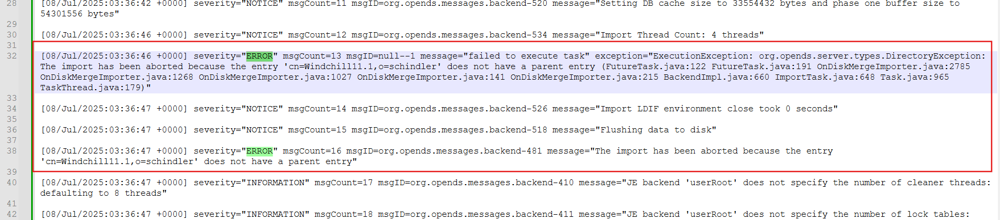 28 [08/Jul/2025:03:36:42 +0000] severity="NOTICE" msgCount=11 msgID=org.opends.messages.backend-520 message="Setting DB cache size to 33554432 bytes and phase one buffer size to
54301556 bytes"
29
30 [08/Jul/2025:03:36:46 +0000] severity="NOTICE" msgCount=12 msgID=org.opends.messages.backend-534 message="Import Thread Count: 4 threads"
31
32 [08/Jul/2025:03:36:46 +0000] severity="ERROR" msgCount=13 msgID=null--1 message="failed to execute task" exception="ExecutionException: org.opends.server.types.DirectoryException:
The import has been aborted because the entry 'cn=Windchill11.1,o=schindler' does not have a parent entry (FutureTask.java:122 FutureTask.java:191 OnDiskMergeImporter.java:2785
OnDiskMergeImporter.java:1268 OnDiskMergeImporter.java:1027 OnDiskMergeImporter.java:141 OnDiskMergeImporter.java:215 BackendImpl.java:660 ImportTask.java:648 Task.java:965
TaskThread.java:179)"
33
34 [08/Jul/2025:03:36:47 +0000] severity="NOTICE" msgCount=14 msgID=org.opends.messages.backend-526 message="Import LDIF environment close took 0 seconds"
35
36 [08/Jul/2025:03:36:47 +0000] severity="NOTICE" msgCount=15 msgID=org.opends.messages.backend-518 message="Flushing data to disk"
37
38 [08/Jul/2025:03:36:47 +0000] severity="ERROR" msgCount=16 msgID=org.opends.messages.backend-481 message="The import has been aborted because the entry
'cn=Windchill11.1,o=schindler' does not have a parent entry"
39
40 [08/Jul/2025:03:36:47 +0000] severity="INFORMATION" msgCount=17 msgID=org.opends.messages.backend-410 message="JE backend 'userRoot' does not specify the number of cleaner threads:
defaulting to 8 threads"
41
42 [08/Jul/2025:03:36:47 +0000] severity="INFORMATION" msgCount=18 msgID=org.opends.messages.backend-411 message="JE backend 'userRoot' does not specify the number of lock tables: